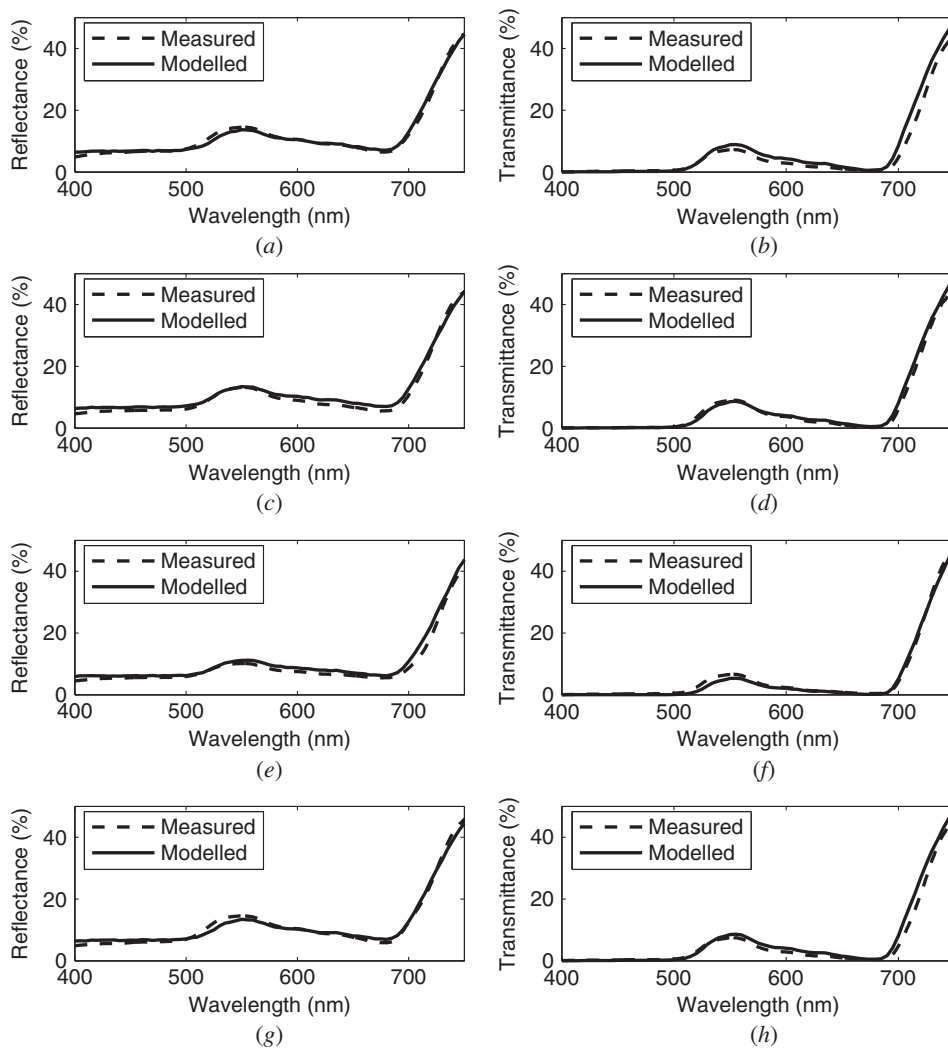 Reflectance (%)
40
20
0
Measured
Modelled
400 500 600 700
Wavelength (nm)
(a)
Transmittance (%)
40
20
0
Measured
Modelled
400 500 600 700
Wavelength (nm)
(b)
Reflectance (%)
40
20
0
Measured
Modelled
400 500 600 700
Wavelength (nm)
(c)
Transmittance (%)
40
20
0
Measured
Modelled
400 500 600 700
Wavelength (nm)
(d)
Reflectance (%)
40
20
0
Measured
Modelled
400 500 600 700
Wavelength (nm)
(e)
Transmittance (%)
40
20
0
Measured
Modelled
400 500 600 700
Wavelength (nm)
(f)
Reflectance (%)
40
20
0
Measured
Modelled
400 500 600 700
Wavelength (nm)
(g)
Transmittance (%)
40
20
0
Measured
Modelled
400 500 600 700
Wavelength (nm)
(h)